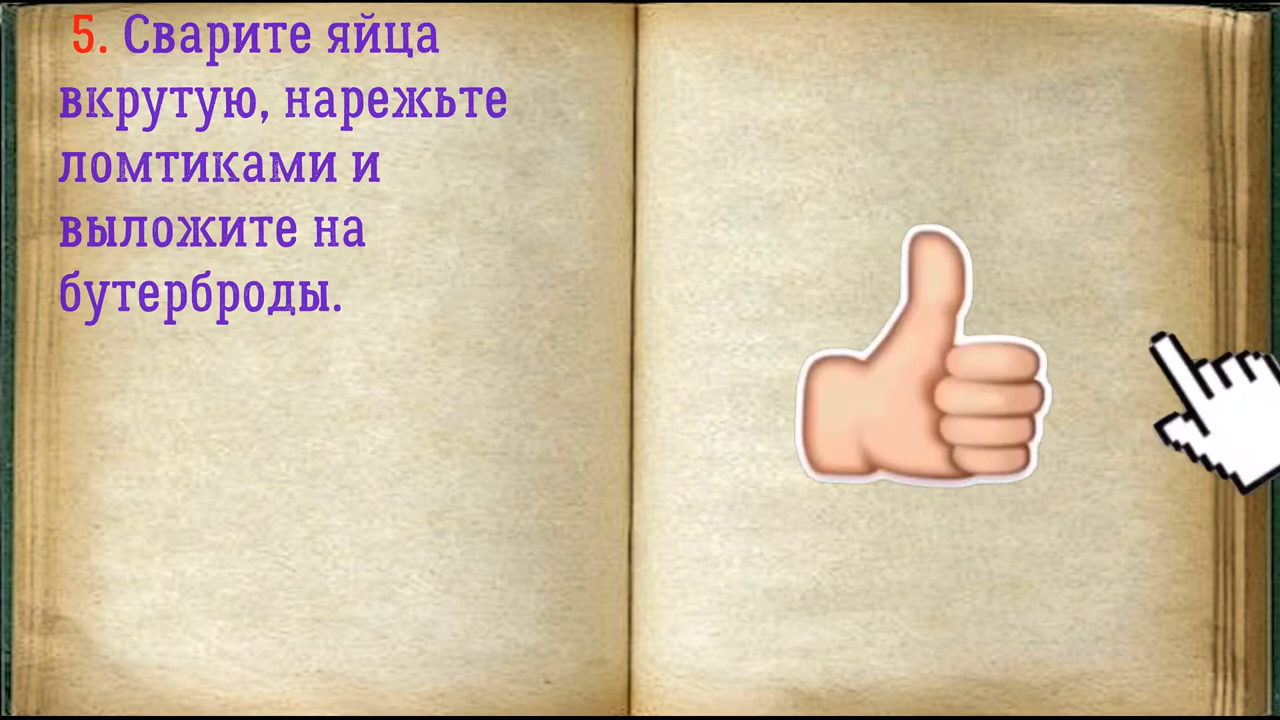 5. Сварите яйца
вкрутую, нарежьте
ломтиками и
выложите на
бутерброды.